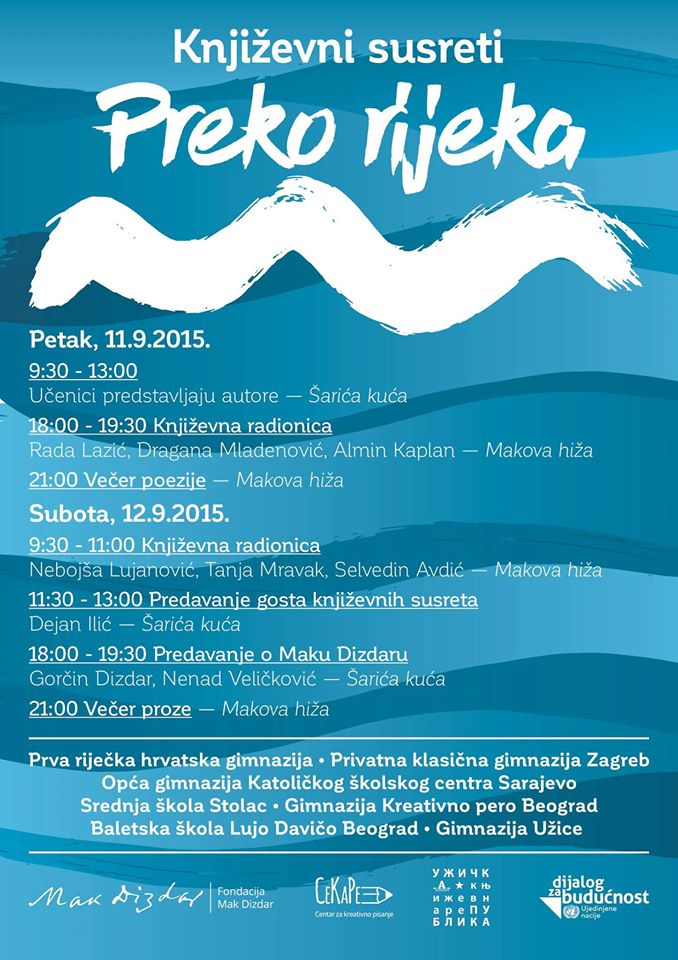 Književni susreti
Preko rijeka
Petak, 11.9.2015.
9:30 - 13:00
Učenici predstavljaju autore — Šarića kuća
18:00 - 19:30 Književna radionica
Rada Lazić, Dragana Mladenović, Almin Kaplan — Makova hiža
21:00 Večer poezije — Makova hiža
Subota, 12.9.2015.
9:30 - 11:00 Književna radionica
Nebojša Lujanović, Tanja Mravak, Selvedin Avdić — Makova hiža
11:30 - 13:00 Predavanje gosta književnih susreta
Dejan Ilić — Šarića kuća
18:00 - 19:30 Predavanje o Maku Dizdaru
Gorčin Dizdar, Nenad Veličković — Šarića kuća
21:00 Večer proze — Makova hiža
Prva riječka hrvatska gimnazija • Privatna klasična gimnazija Zagreb
Opća gimnazija Katoličkog školskog centra Sarajevo
Srednja škola Stolac • Gimnazija Kreativno pero Beograd
Baletska škola Lujo Davičo Beograd • Gimnazija Užice
Mak Dizdar
Fondacija
Mak Dizdar
CeKaPe
Centar za kreativno pisanje
УЖИЧК
А★књ
ижевн
ареПУ
БЛИКА
dijalog
za budućnost
Ujedinjene
nacije